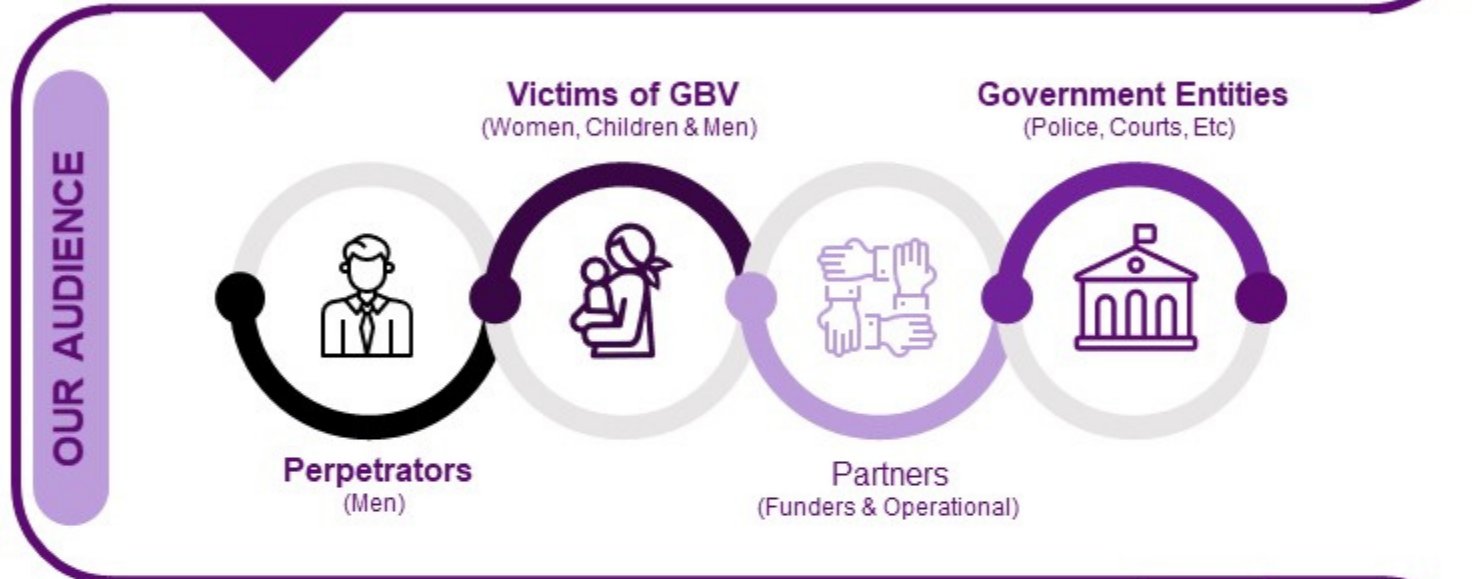 OUR AUDIENCE
Victims of GBV
(Women, Children & Men)
Government Entities
(Police, Courts, Etc)
Perpetrators
(Men)
Partners
(Funders & Operational)